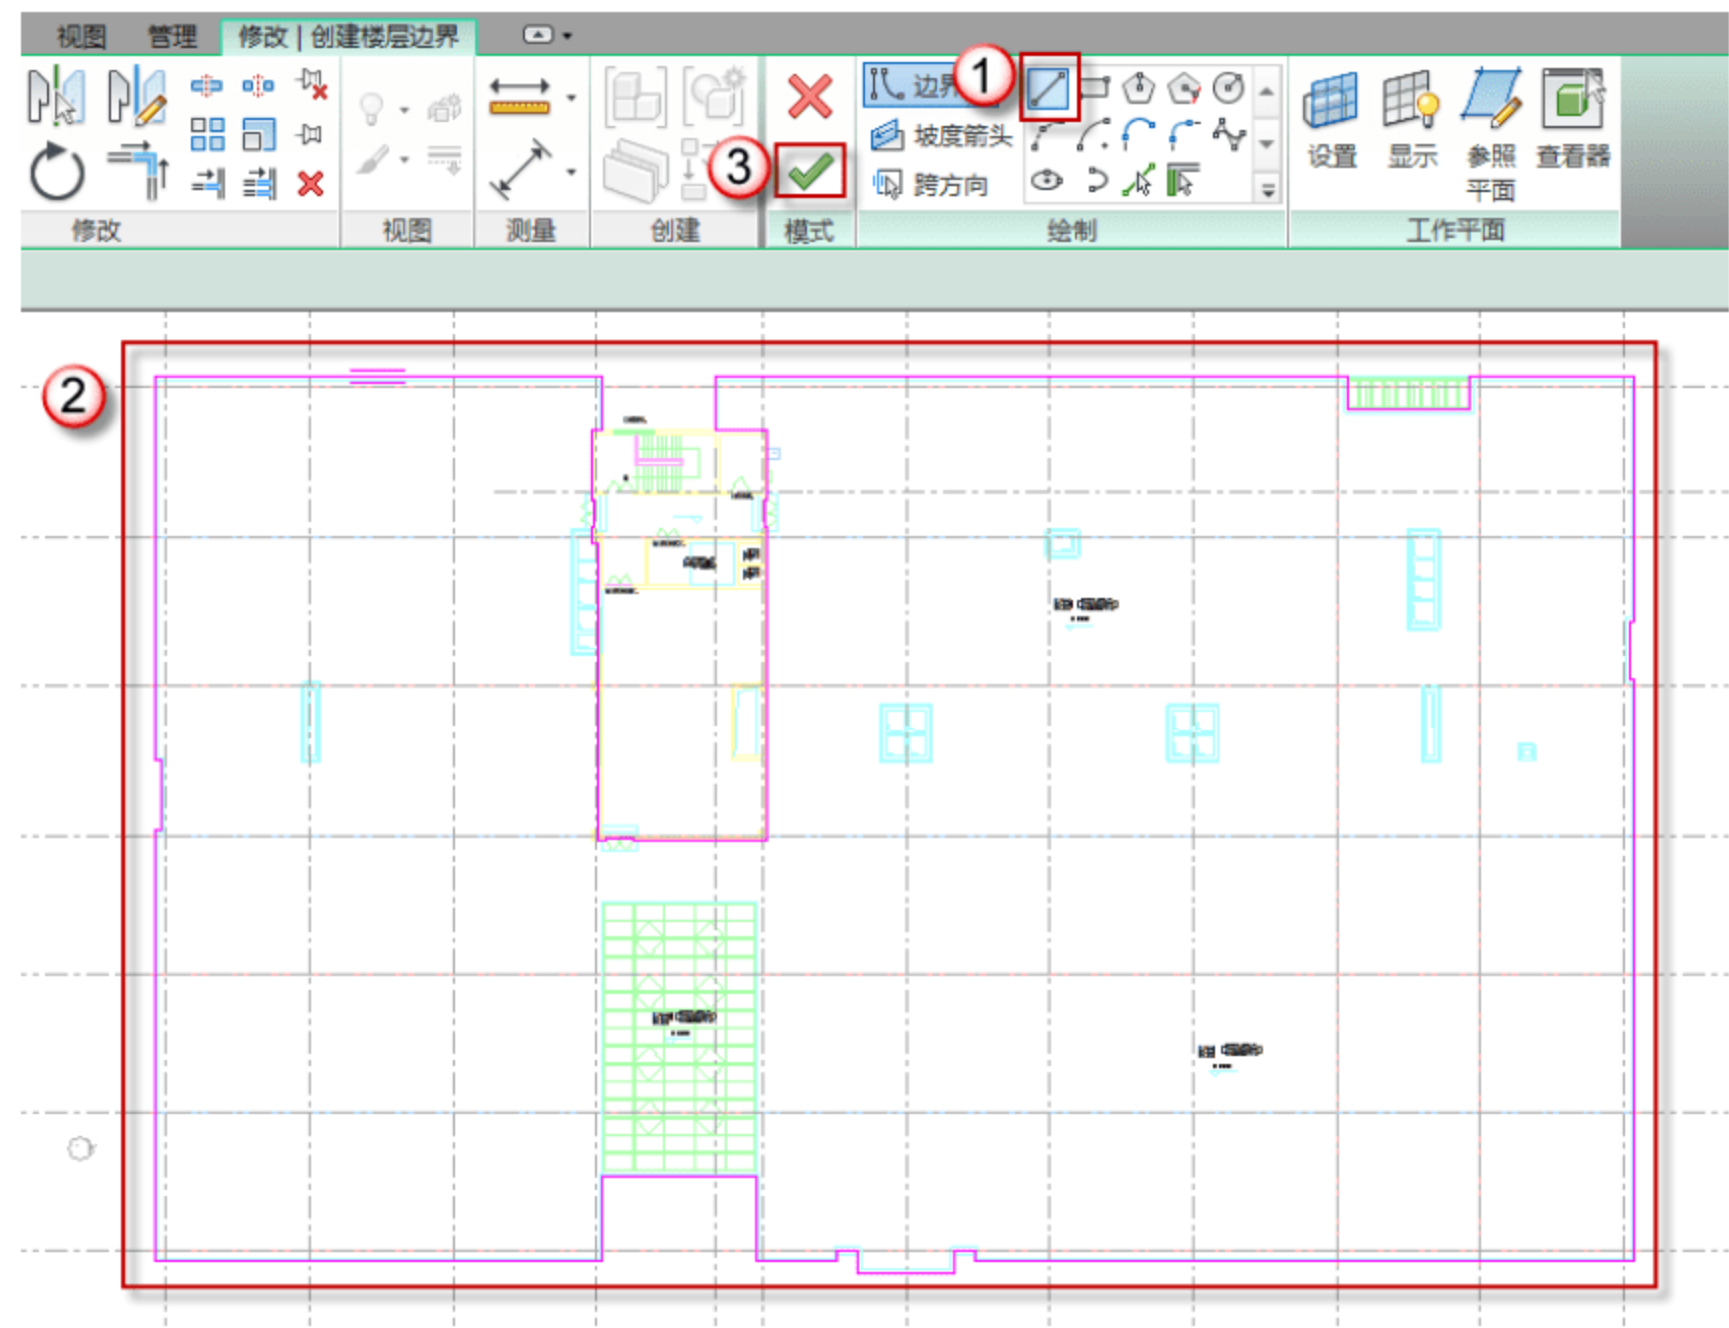 视图 管理 修改 | 创建楼层边界
边界
1
坡度箭头
3
跨方向
设置 显示 参照 查看器
平面
修改 视图 测量 创建 模式 绘制 工作平面
2